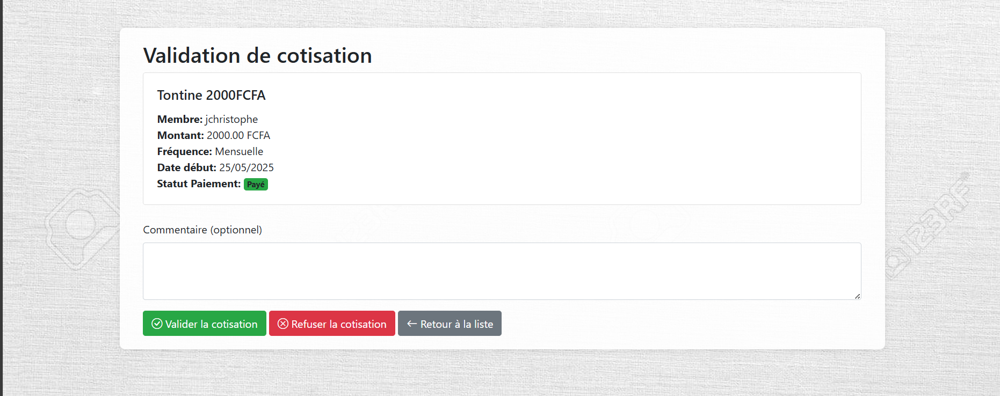 Validation de cotisation
Tontine 2000FCFA
Membre: jchristophe
Montant: 2000.00 FCFA
Fréquence: Mensuelle
Date début: 25/05/2025
Statut Paiement: Payé
Commentaire (optionnel)
Valider la cotisation Refuser la cotisation Retour à la liste
123RF®